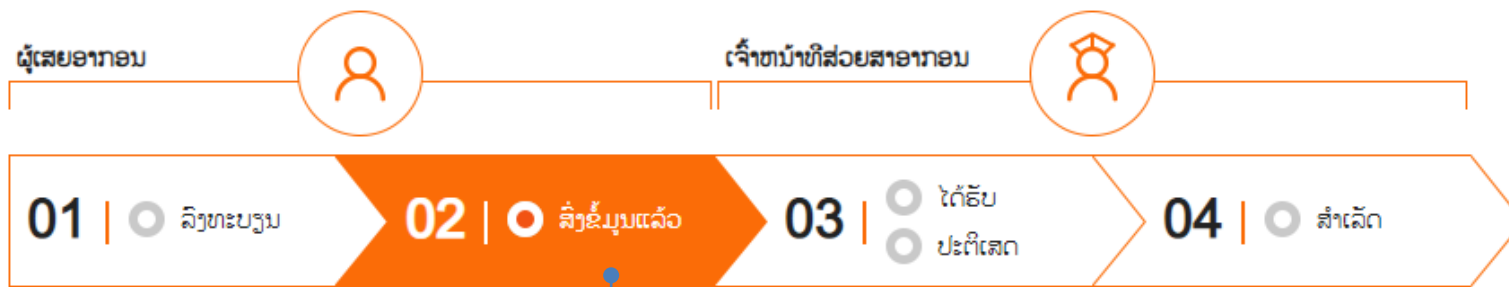 ຜູ້ເສຍອາກອນ
ເຈົ້າຫນ້າທີສ່ວຍສາອາກອນ
01 ລົງທະບຽນ
02 ສົ່ງຂໍ້ມູນແລ້ວ
03 ໄດ້ຮັບ
ປະຕິເສດ
04 ສຳເລັດ